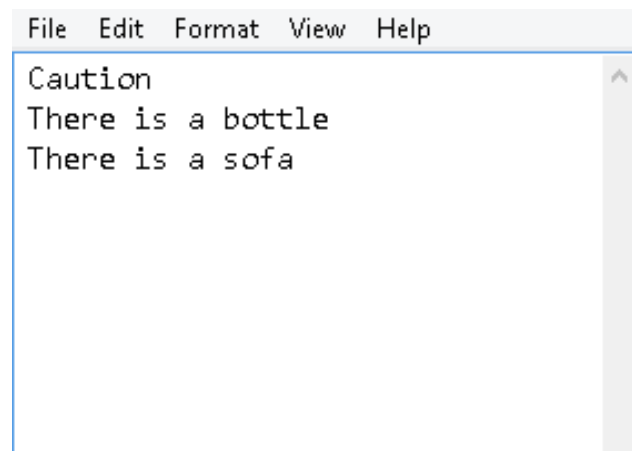 File Edit Format View Help
Caution
There is a bottle
There is a sofa